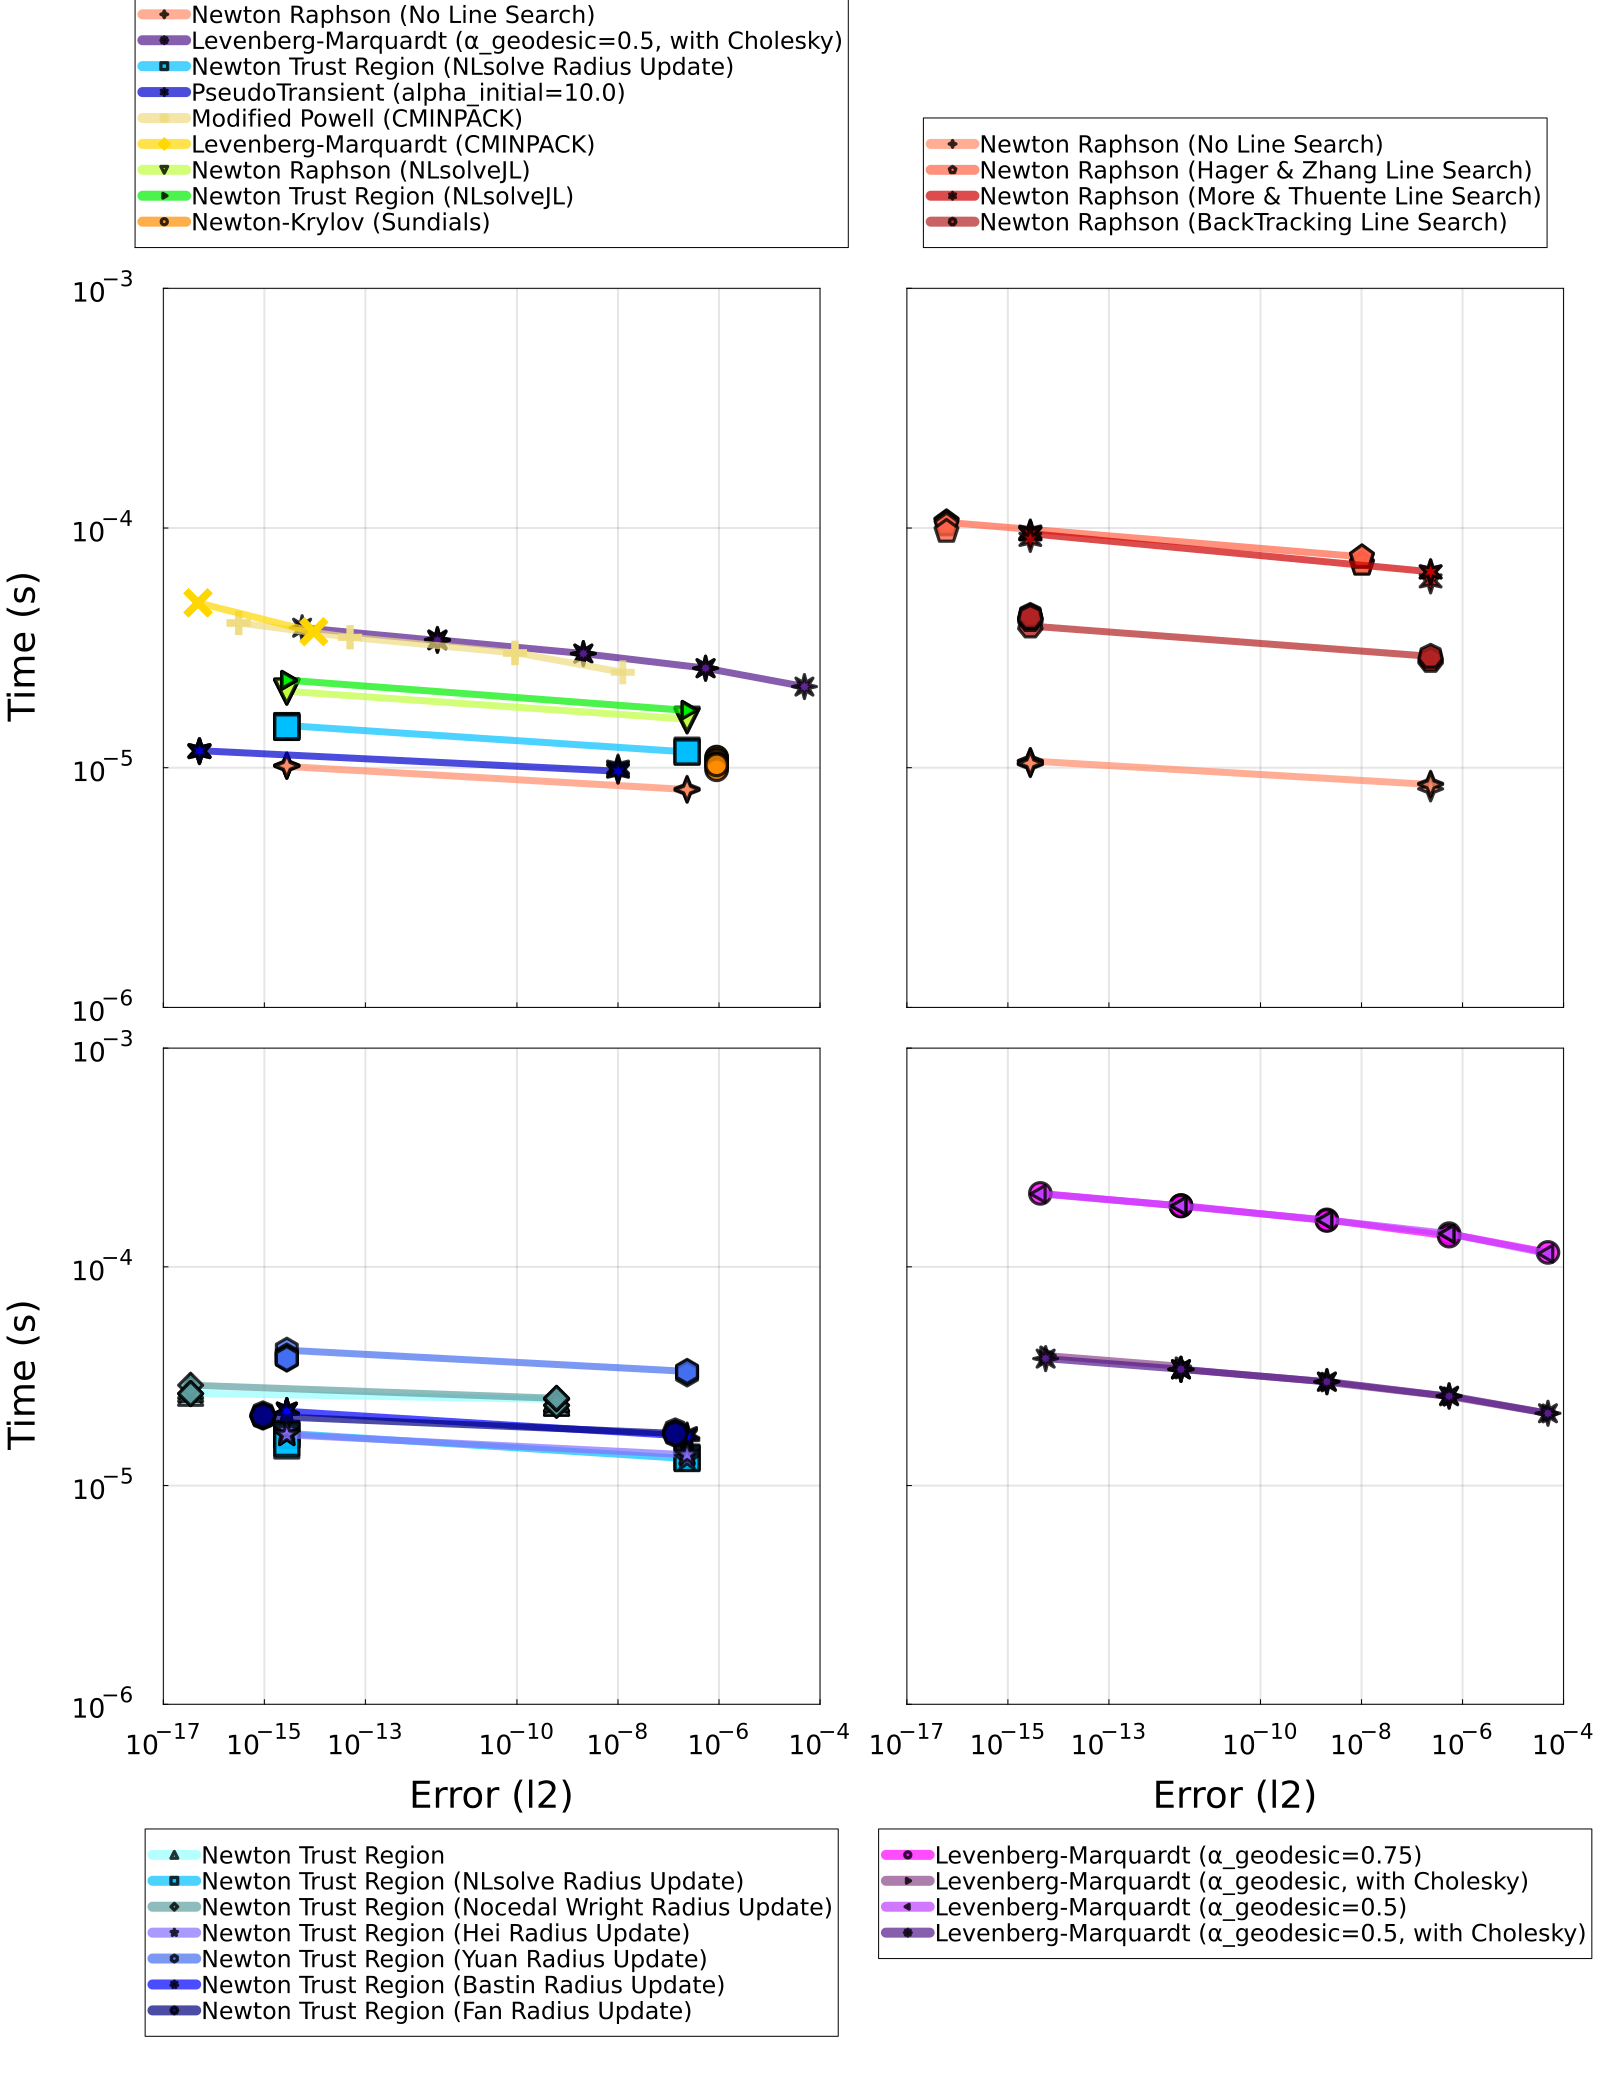 Newton Raphson (No Line Search)
Levenberg-Marquardt (α_geodesic=0.5, with Cholesky)
Newton Trust Region (NLsolve Radius Update)
PseudoTransient (alpha_initial=10.0)
Modified Powell (CMINPACK)
Levenberg-Marquardt (CMINPACK)
Newton Raphson (NLsolveJL)
Newton Trust Region (NLsolveJL)
Newton-Krylov (Sundials)
Newton Raphson (No Line Search)
Newton Raphson (Hager & Zhang Line Search)
Newton Raphson (More & Thuente Line Search)
Newton Raphson (BackTracking Line Search)
Time (s)
10⁻³
10⁻⁴
10⁻⁵
10⁻⁶
Time (s)
10⁻³
10⁻⁴
10⁻⁵
10⁻⁶
10⁻¹⁷ 10⁻¹⁵ 10⁻¹³ 10⁻¹⁰ 10⁻⁸ 10⁻⁶ 10⁻⁴
Error (l2)
10⁻¹⁷ 10⁻¹⁵ 10⁻¹³ 10⁻¹⁰ 10⁻⁸ 10⁻⁶ 10⁻⁴
Error (l2)
Newton Trust Region
Newton Trust Region (NLsolve Radius Update)
Newton Trust Region (Nocedal Wright Radius Update)
Newton Trust Region (Hei Radius Update)
Newton Trust Region (Yuan Radius Update)
Newton Trust Region (Bastin Radius Update)
Newton Trust Region (Fan Radius Update)
Levenberg-Marquardt (α_geodesic=0.75)
Levenberg-Marquardt (α_geodesic, with Cholesky)
Levenberg-Marquardt (α_geodesic=0.5)
Levenberg-Marquardt (α_geodesic=0.5, with Cholesky)